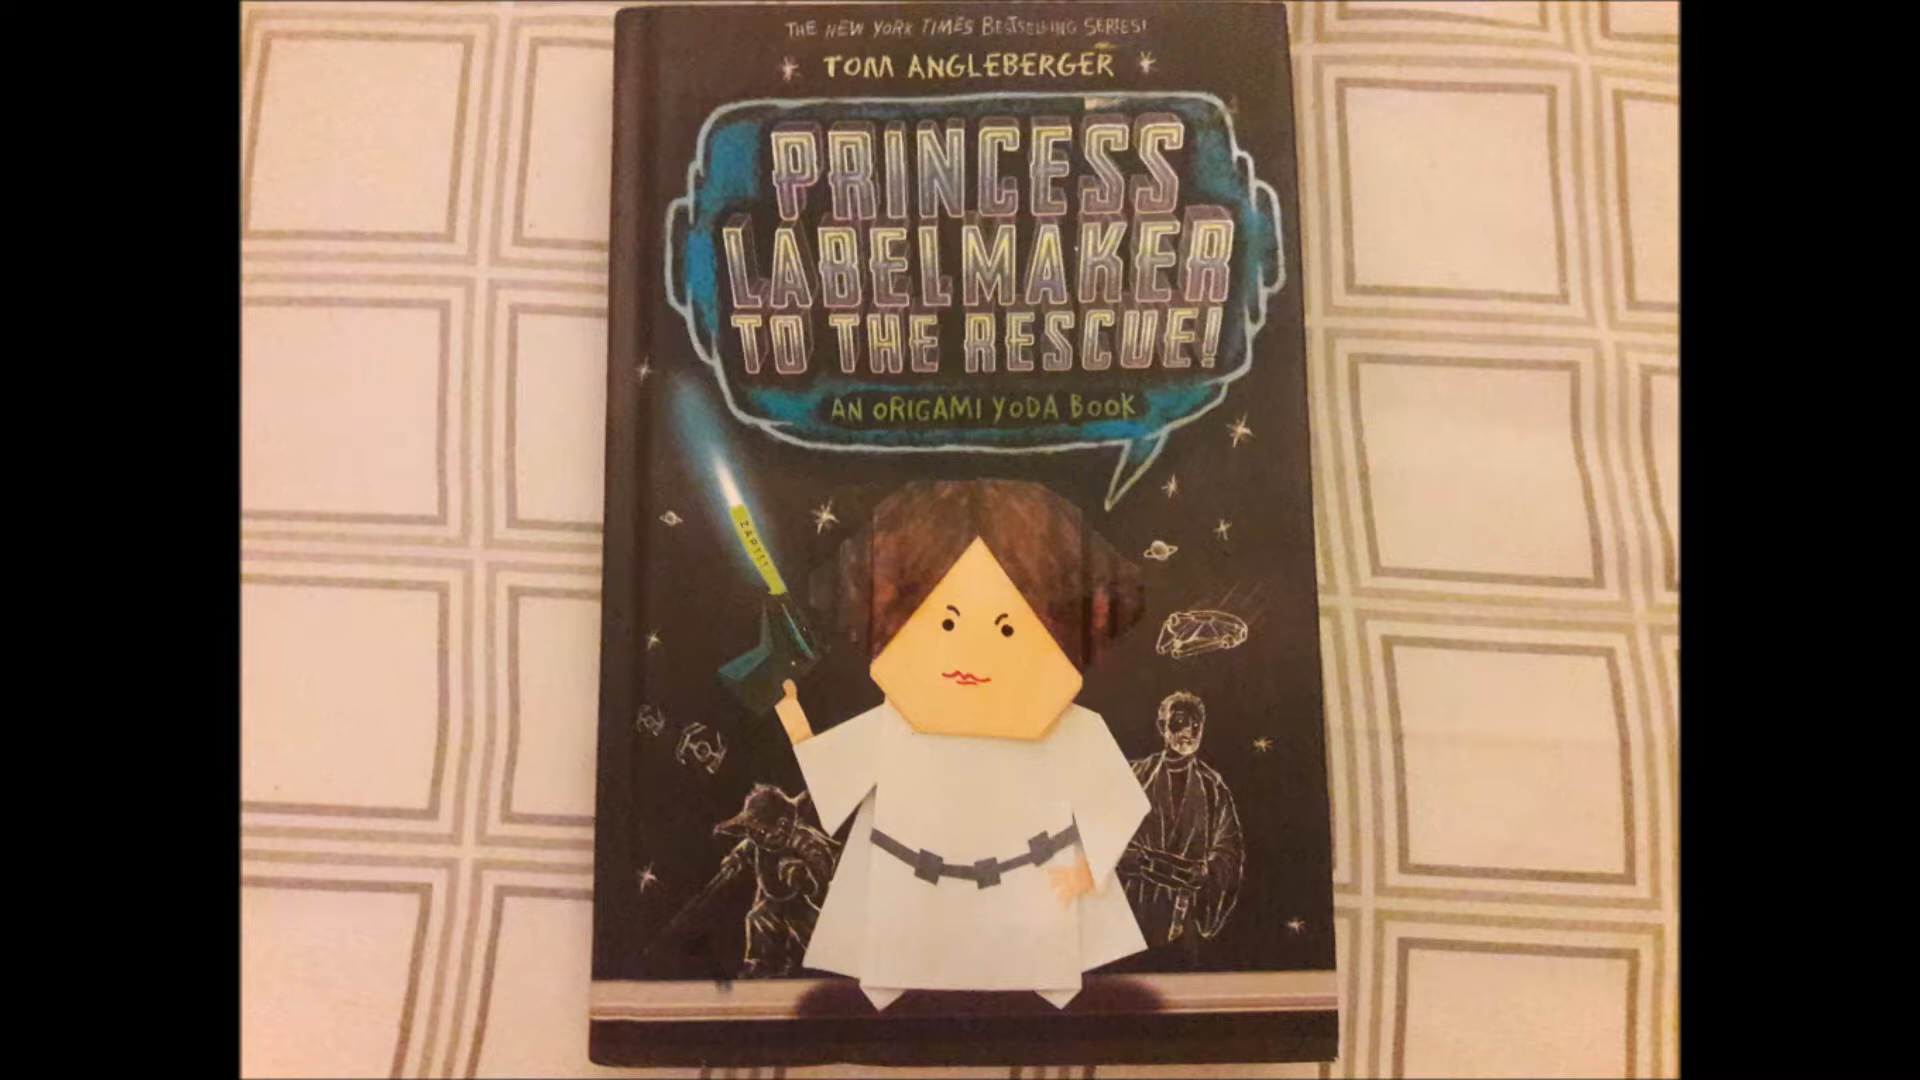 THE NEW YORK TIMES BESTSELLING SERIES!
TOM ANGLEBERGER
PRINCESS
LABELMAKER
TO THE RESCUE!
AN ORIGAMI YODA BOOK
ZAP!!!